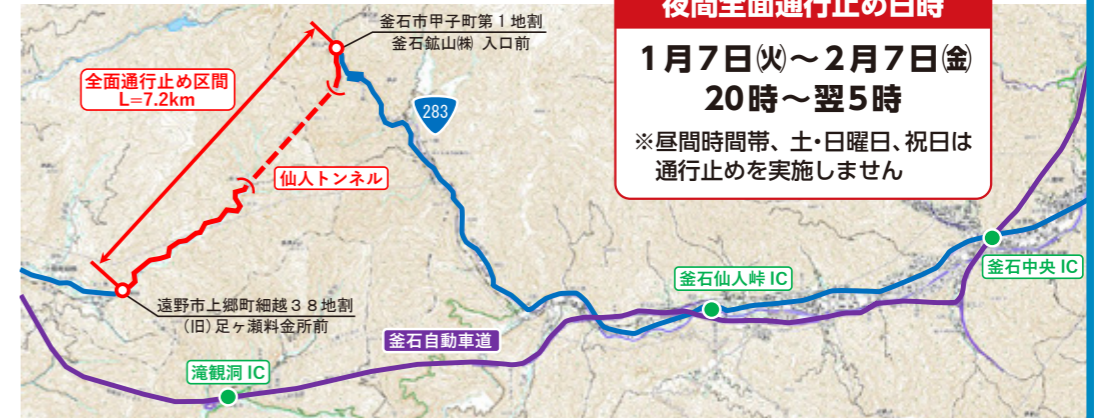 夜間全面通行止め日時
1月7日㈫～2月7日㈮
20時～翌5時
※昼間時間帯、土・日曜日、祝日は
通行止めを実施しません
釜石市甲子町第1地割
釜石鉱山㈱ 入口前
全面通行止め区間
L=7.2km
283
仙人トンネル
遠野市上郷町細越38地割
(旧)足ヶ瀬料金所前
釜石自動車道
滝観洞 IC
釜石仙人峠 IC
釜石中央 IC